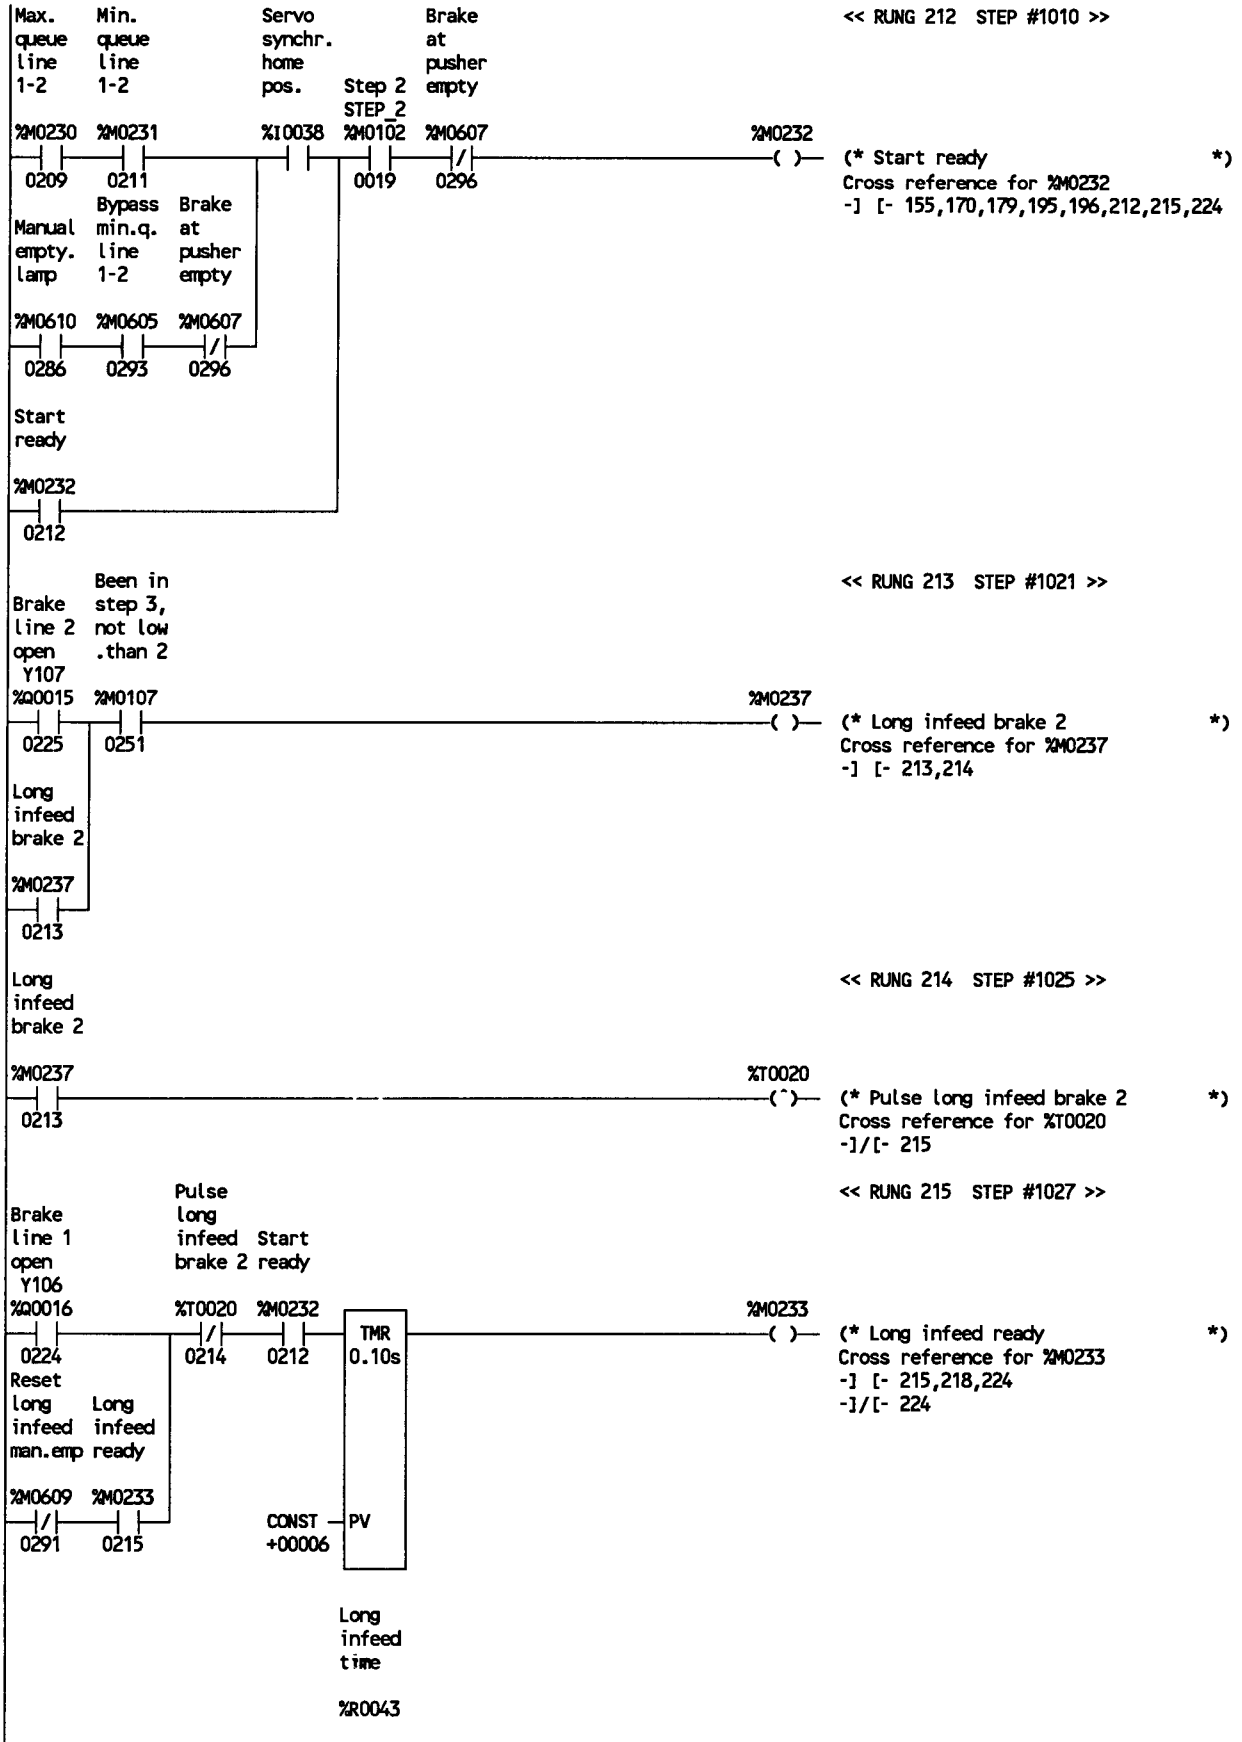 Max. Min. Servo Brake << RUNG 212 STEP #1010 >>
queue queue synchr. at
line line home pusher
1-2 1-2 pos. Step 2 empty
STEP_2
%M0230 %M0231 %I0038 %M0102 %M0607 %M0232
( ) (* Start ready *)
0209 0211 0019 0296 Cross reference for %M0232
Bypass Brake -] [- 155,170,179,195,196,212,215,224
Manual min.q. at
empty. line pusher
lamp 1-2 empty
%M0610 %M0605 %M0607
0286 0293 0296
Start
ready
%M0232
0212
Been in << RUNG 213 STEP #1021 >>
Brake step 3,
line 2 not low
open .than 2
Y107
%Q0015 %M0107 %M0237
( ) (* Long infeed brake 2 *)
0225 0251 Cross reference for %M0237
-] [- 213,214
Long
infeed
brake 2
%M0237
0213
Long << RUNG 214 STEP #1025 >>
infeed
brake 2
%M0237 %T0020
(^) (* Pulse long infeed brake 2 *)
0213 Cross reference for %T0020
-]/[- 215
Pulse << RUNG 215 STEP #1027 >>
Brake long
line 1 infeed Start
open brake 2 ready
Y106
%Q0016 %T0020 %M0232 %M0233
TMR ( ) (* Long infeed ready *)
0224 0214 0212 0.10s Cross reference for %M0233
Reset -] [- 215,218,224
long Long -]/[- 224
infeed infeed
man.emp ready
%M0609 %M0233
CONST PV
0291 0215 +00006
Long
infeed
time
%R0043